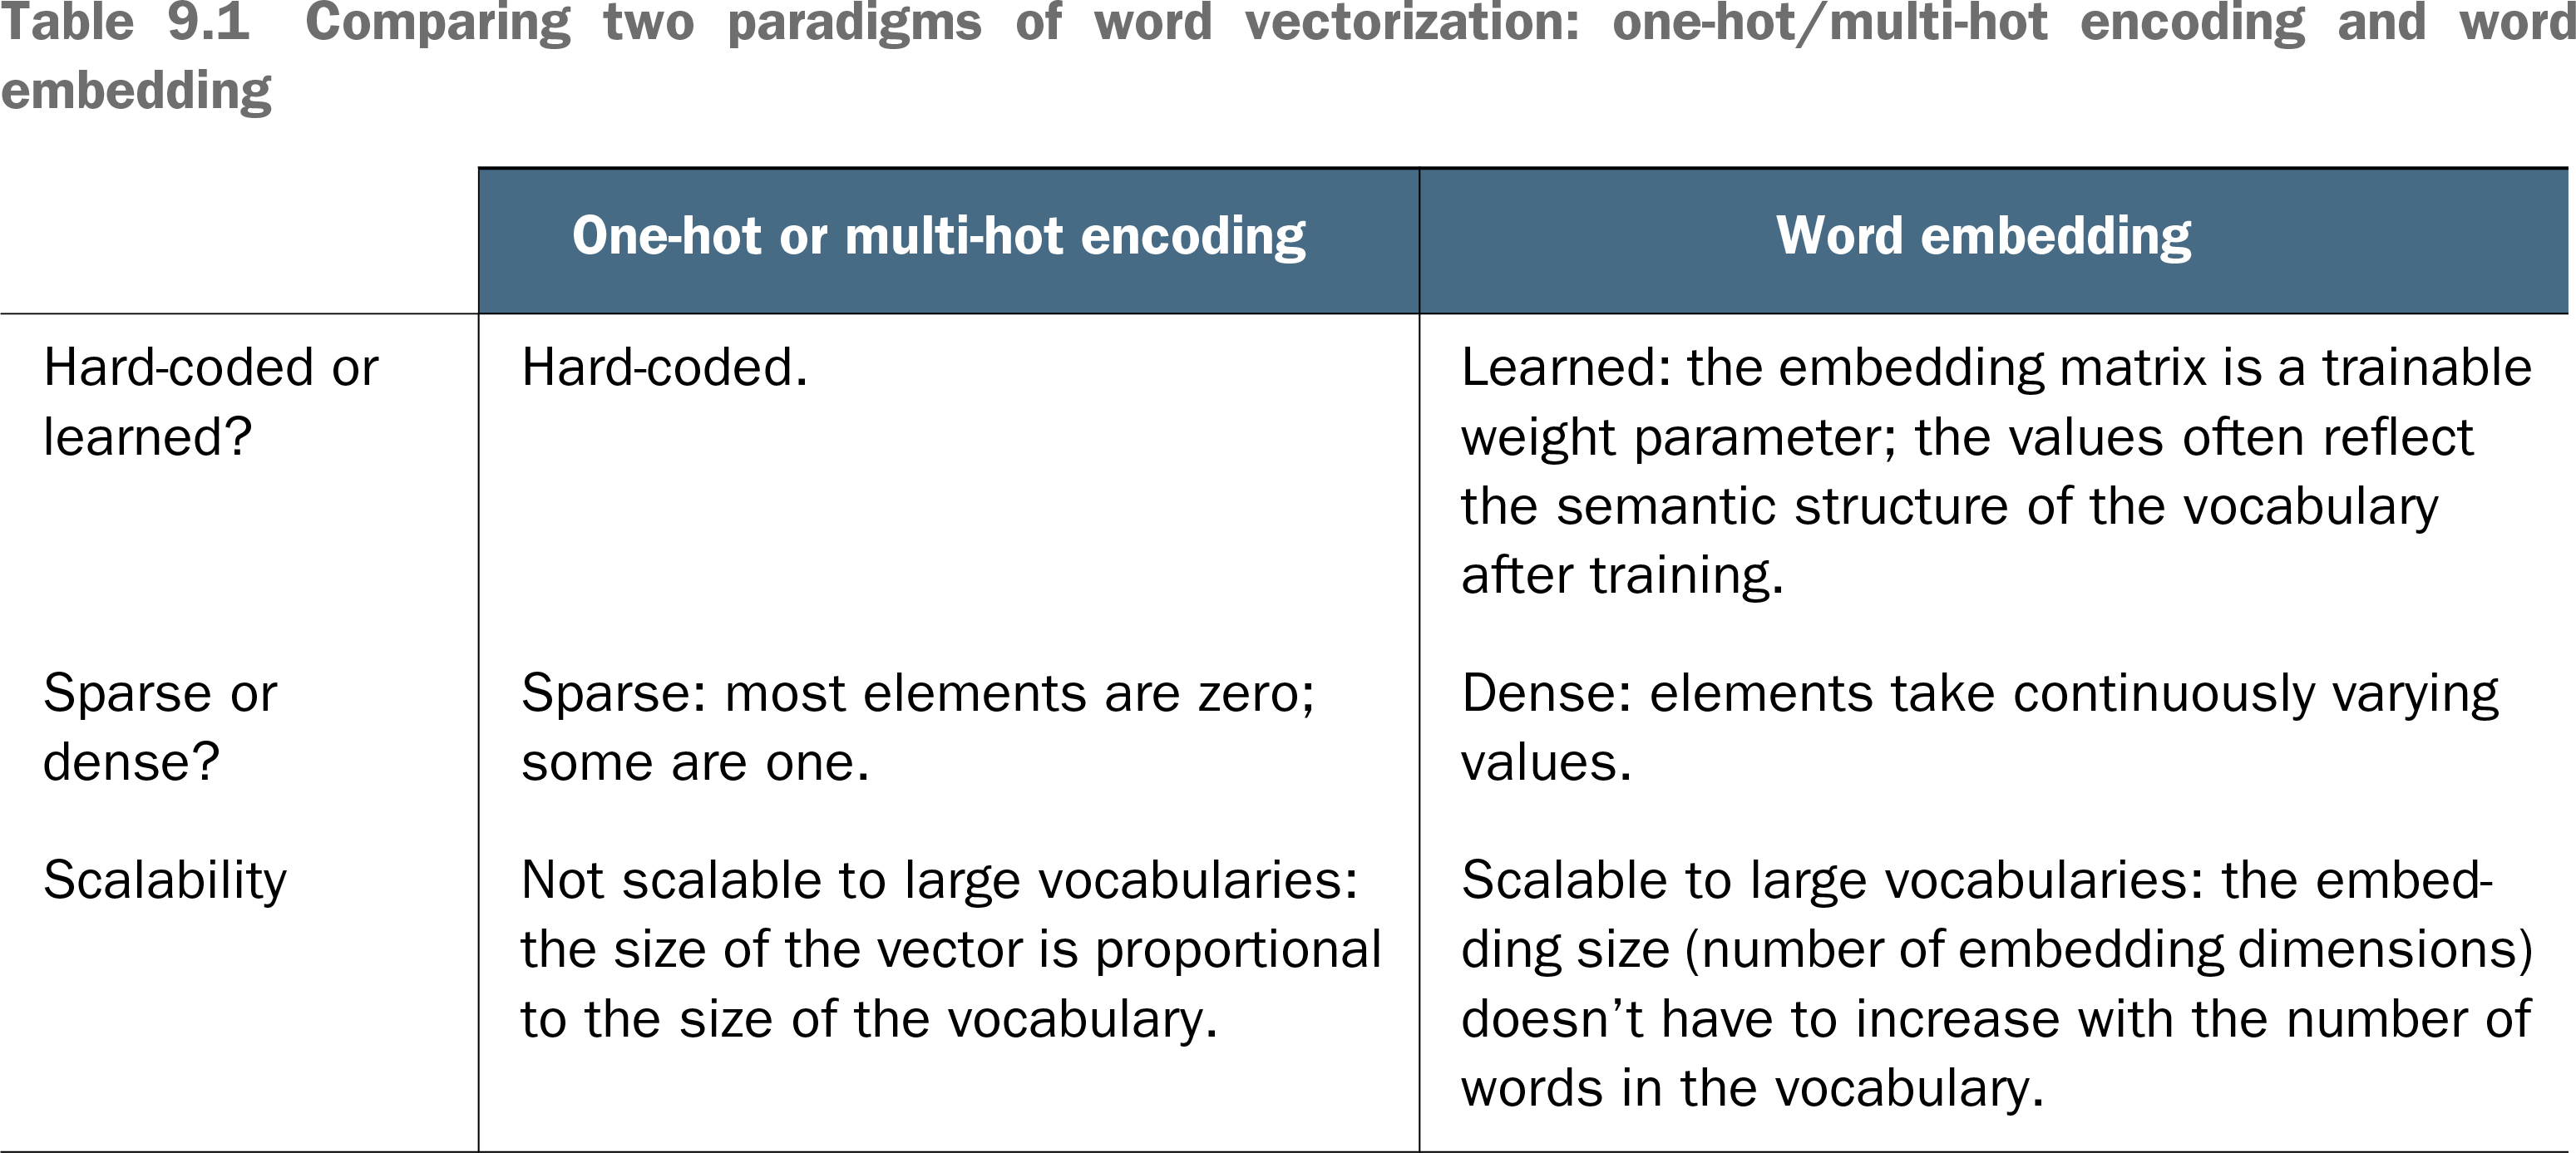 Table 9.1 Comparing two paradigms of word vectorization: one-hot/multi-hot encoding and word
embedding
One-hot or multi-hot encoding
Word embedding
Hard-coded or
learned?
Hard-coded.
Learned: the embedding matrix is a trainable
weight parameter; the values often reflect
the semantic structure of the vocabulary
after training.
Sparse or
dense?
Sparse: most elements are zero;
some are one.
Dense: elements take continuously varying
values.
Scalability
Not scalable to large vocabularies:
the size of the vector is proportional
to the size of the vocabulary.
Scalable to large vocabularies: the embed-
ding size (number of embedding dimensions)
doesn’t have to increase with the number of
words in the vocabulary.